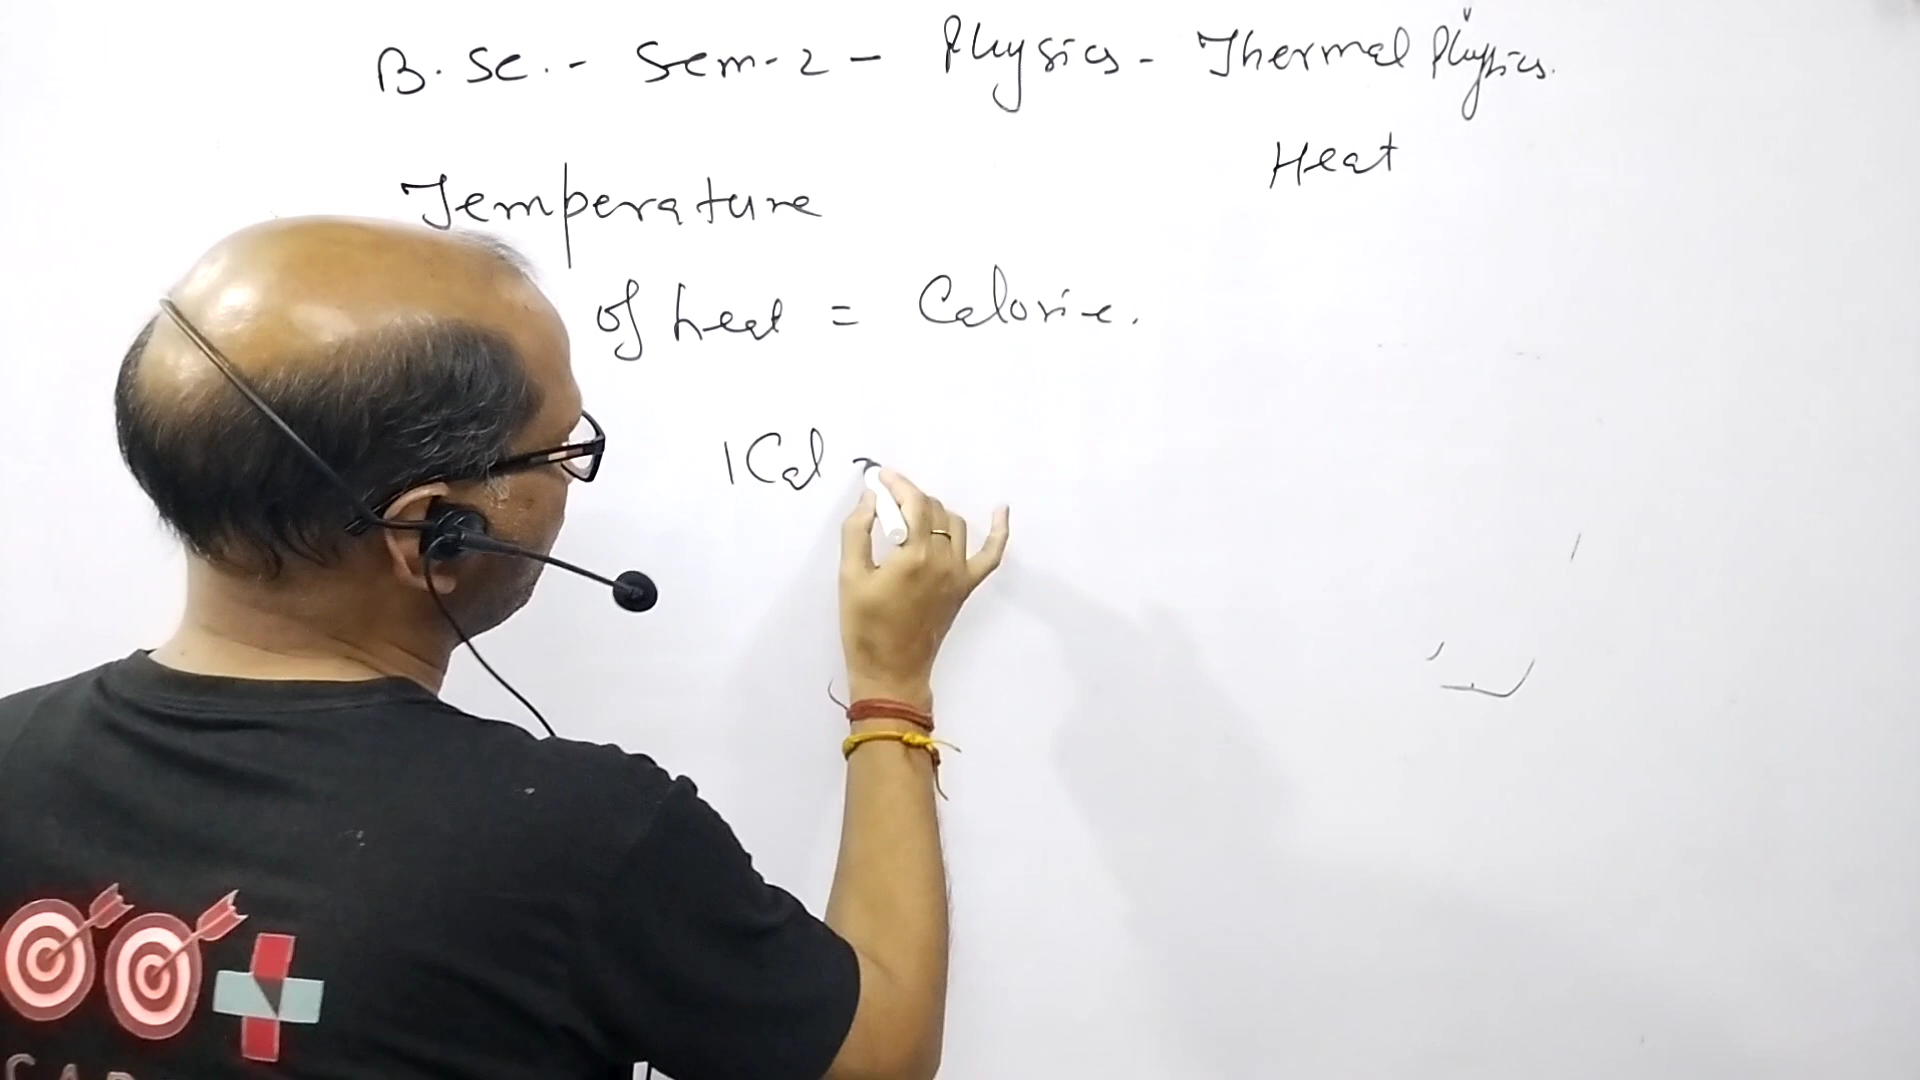 B.Sc.- Sem-2 - Physics - Thermal Physics.
Heat
Temperature
of heat = Calorie.
1 Cal